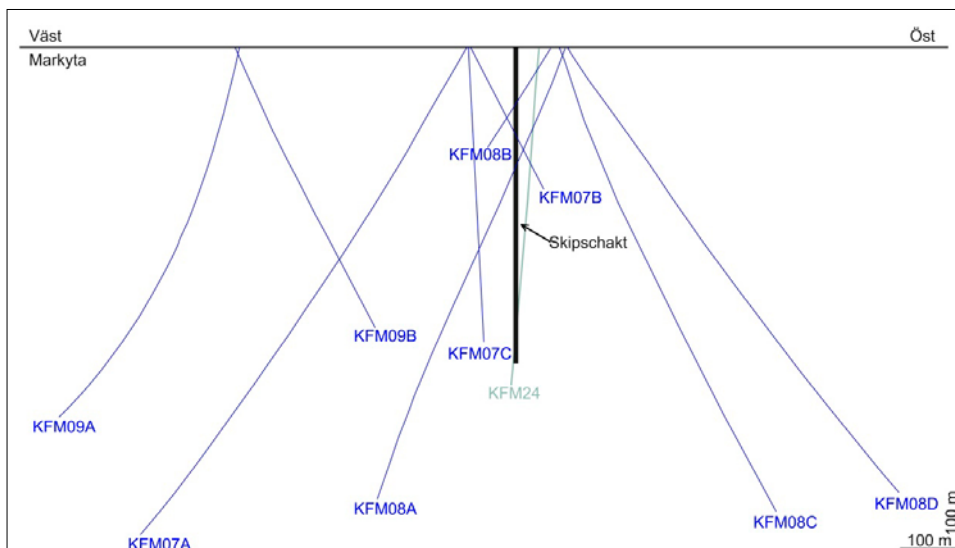 Väst
Öst
Markyta
KFM08B
KFM07B
Skipschakt
KFM09B
KFM07C
KFM24
KFM09A
KFM08A
KFM08D
KFM08C
100 m
100 m
KFM07A